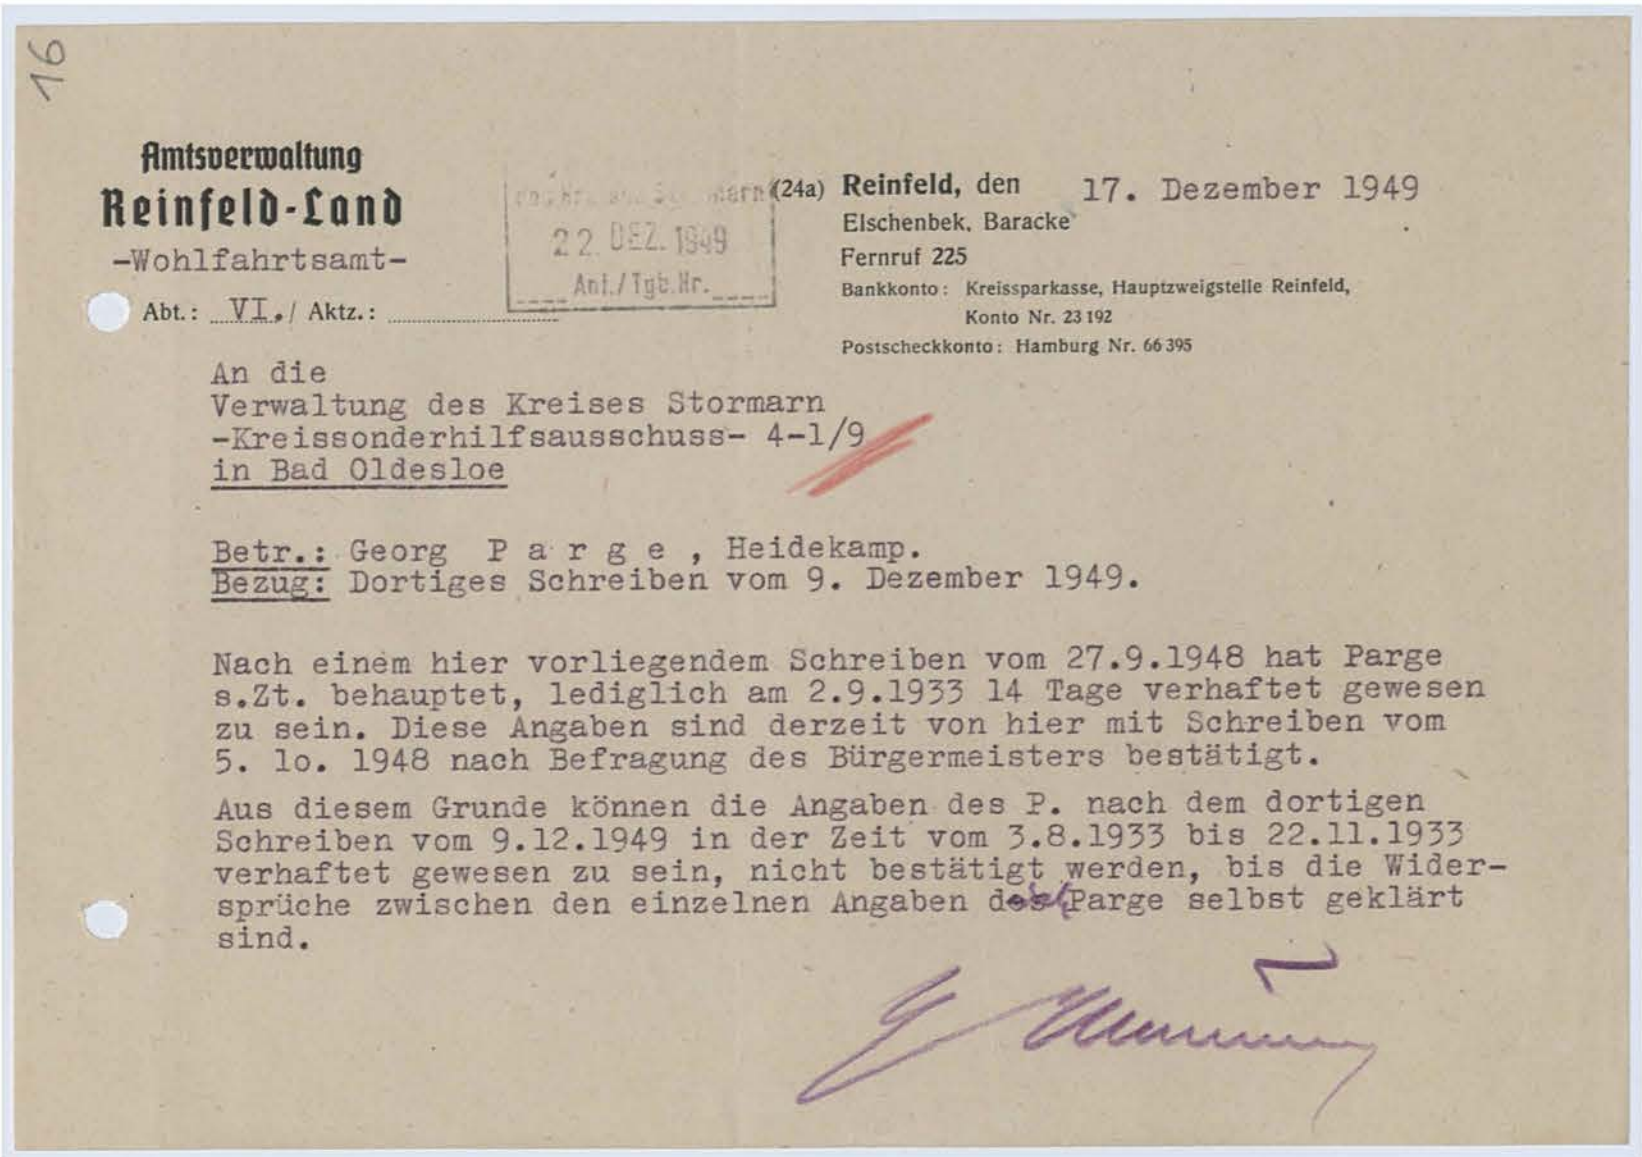 16
Amtsverwaltung
Reinfeld-Land
-Wohlfahrtsamt-
Abt.: VI. / Aktz.:
22. DEZ. 1949
Ant./Tgb.Nr.
(24a) Reinfeld, den 17. Dezember 1949
Elschenbek, Baracke
Fernruf 225
Bankkonto: Kreissparkasse, Hauptzweigstelle Reinfeld,
Konto Nr. 23192
Postscheckkonto: Hamburg Nr. 66395
An die
Verwaltung des Kreises Stormarn
-Kreissonderhilfsausschuss- 4-1/9
in Bad Oldesloe
Betr.: Georg P a r g e , Heidekamp.
Bezug: Dortiges Schreiben vom 9. Dezember 1949.
Nach einem hier vorliegendem Schreiben vom 27.9.1948 hat Parge
s.Zt. behauptet, lediglich am 2.9.1933 14 Tage verhaftet gewesen
zu sein. Diese Angaben sind derzeit von hier mit Schreiben vom
5. lo. 1948 nach Befragung des Bürgermeisters bestätigt.
Aus diesem Grunde können die Angaben des P. nach dem dortigen
Schreiben vom 9.12.1949 in der Zeit vom 3.8.1933 bis 22.11.1933
verhaftet gewesen zu sein, nicht bestätigt werden, bis die Wider-
sprüche zwischen den einzelnen Angaben Parge selbst geklärt
sind.